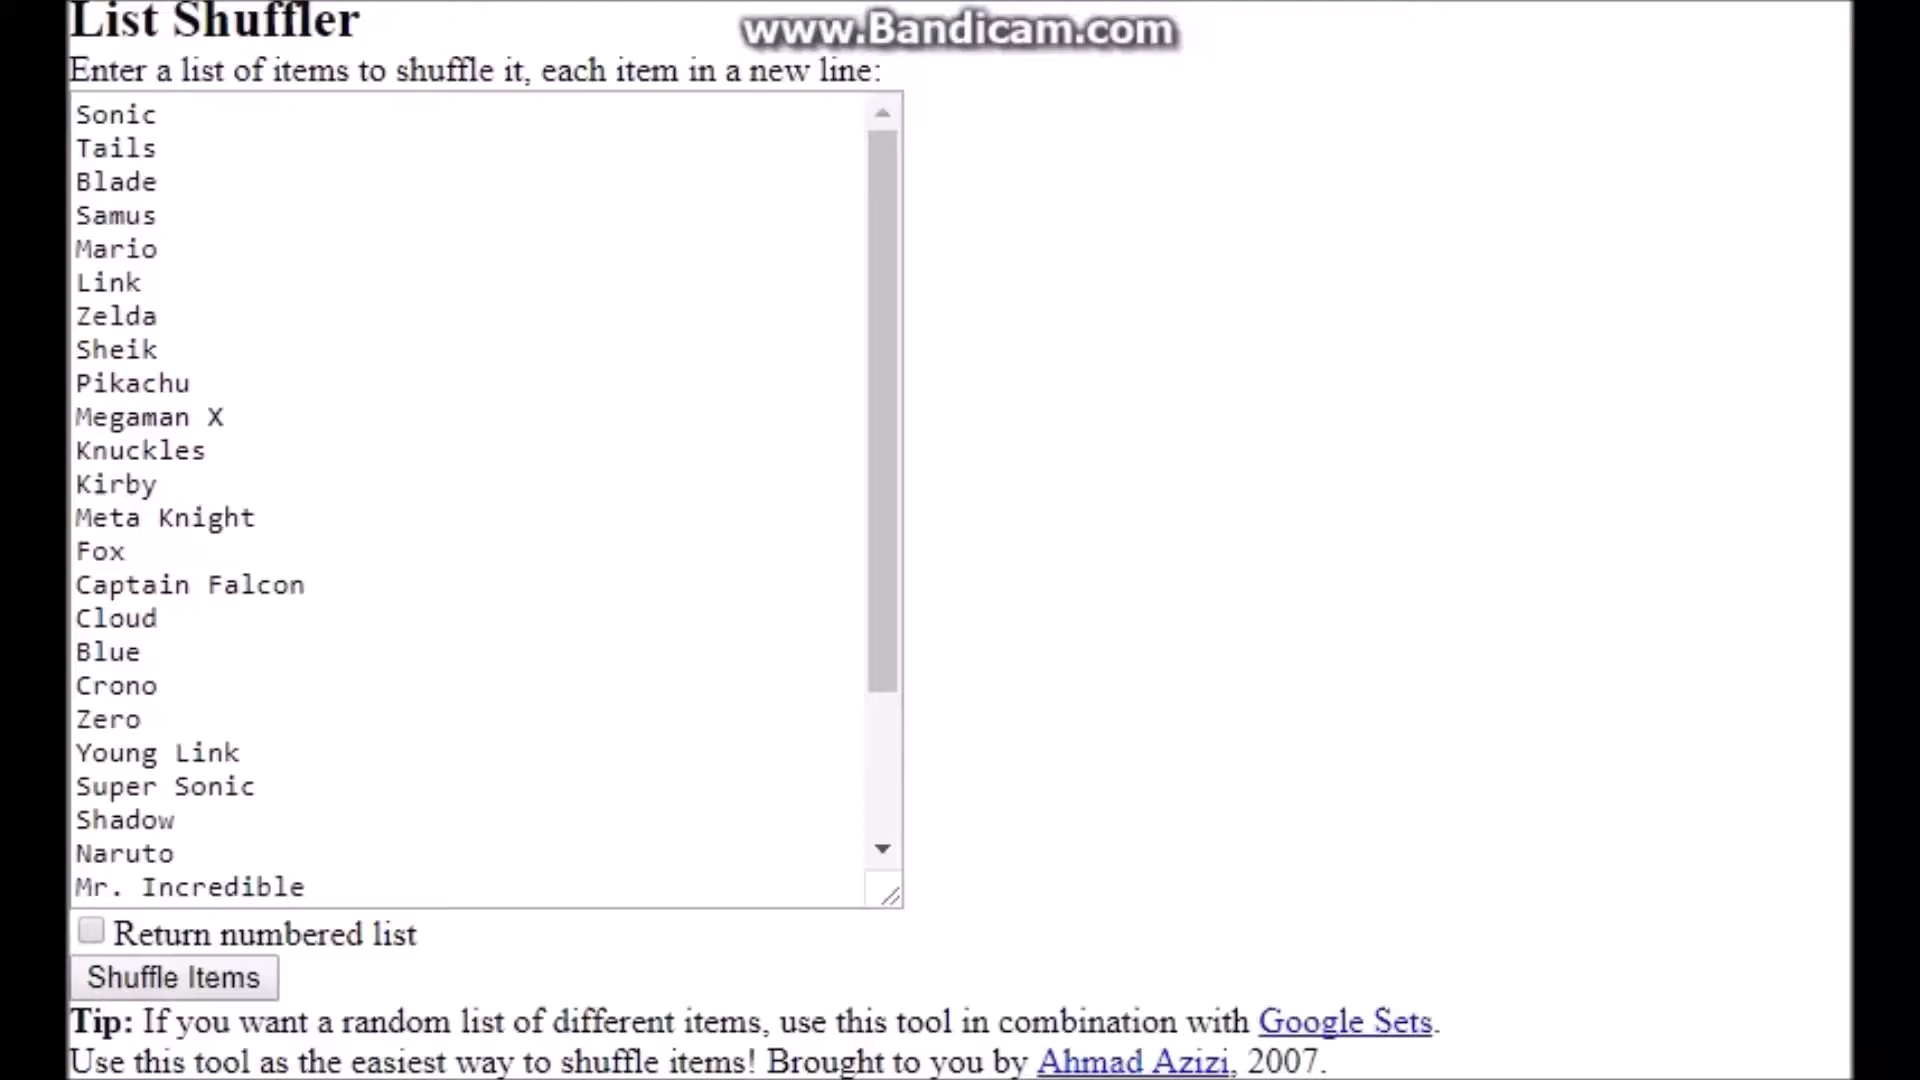 List Shuffler
www.Bandicam.com
Enter a list of items to shuffle it, each item in a new line:
Sonic
Tails
Blade
Samus
Mario
Link
Zelda
Sheik
Pikachu
Megaman X
Knuckles
Kirby
Meta Knight
Fox
Captain Falcon
Cloud
Blue
Crono
Zero
Young Link
Super Sonic
Shadow
Naruto
Mr. Incredible
Return numbered list
Shuffle Items
Tip: If you want a random list of different items, use this tool in combination with Google Sets.
Use this tool as the easiest way to shuffle items! Brought to you by Ahmad Azizi, 2007.